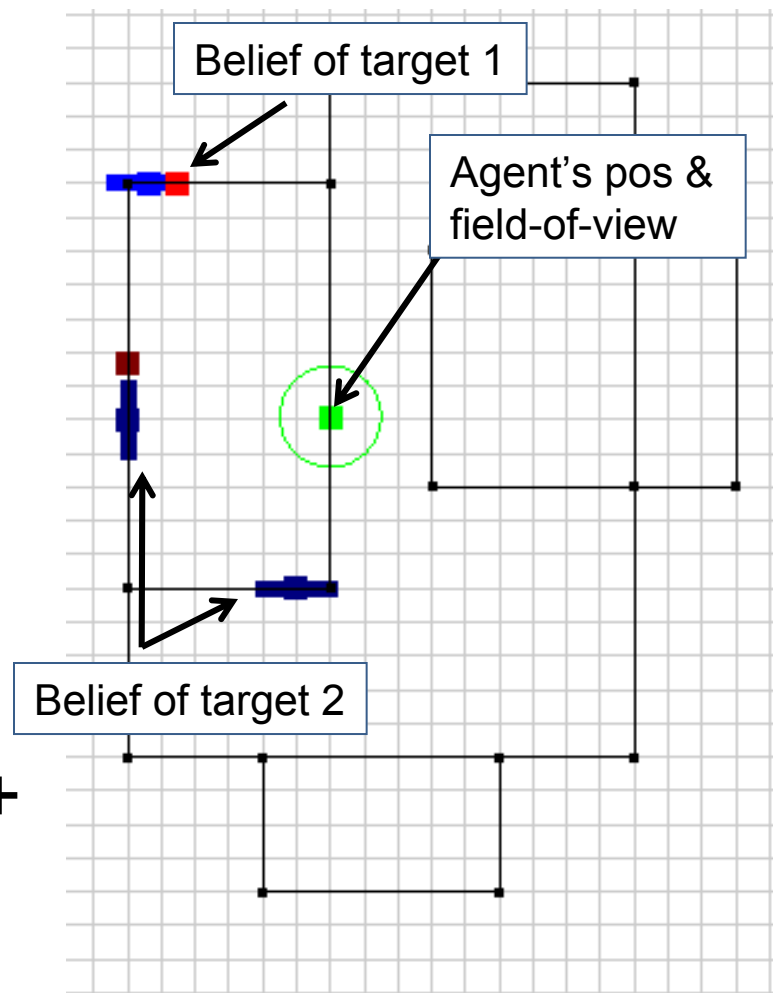 Belief of target 1
Agent’s pos &
field-of-view
Belief of target 2
+